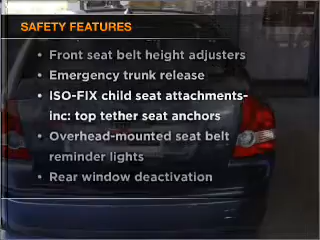 SAFETY FEATURES
• Front seat belt height adjusters
• Emergency trunk release
• ISO-FIX child seat attachments-
inc: top tether seat anchors
• Overhead-mounted seat belt
reminder lights
• Rear window deactivation